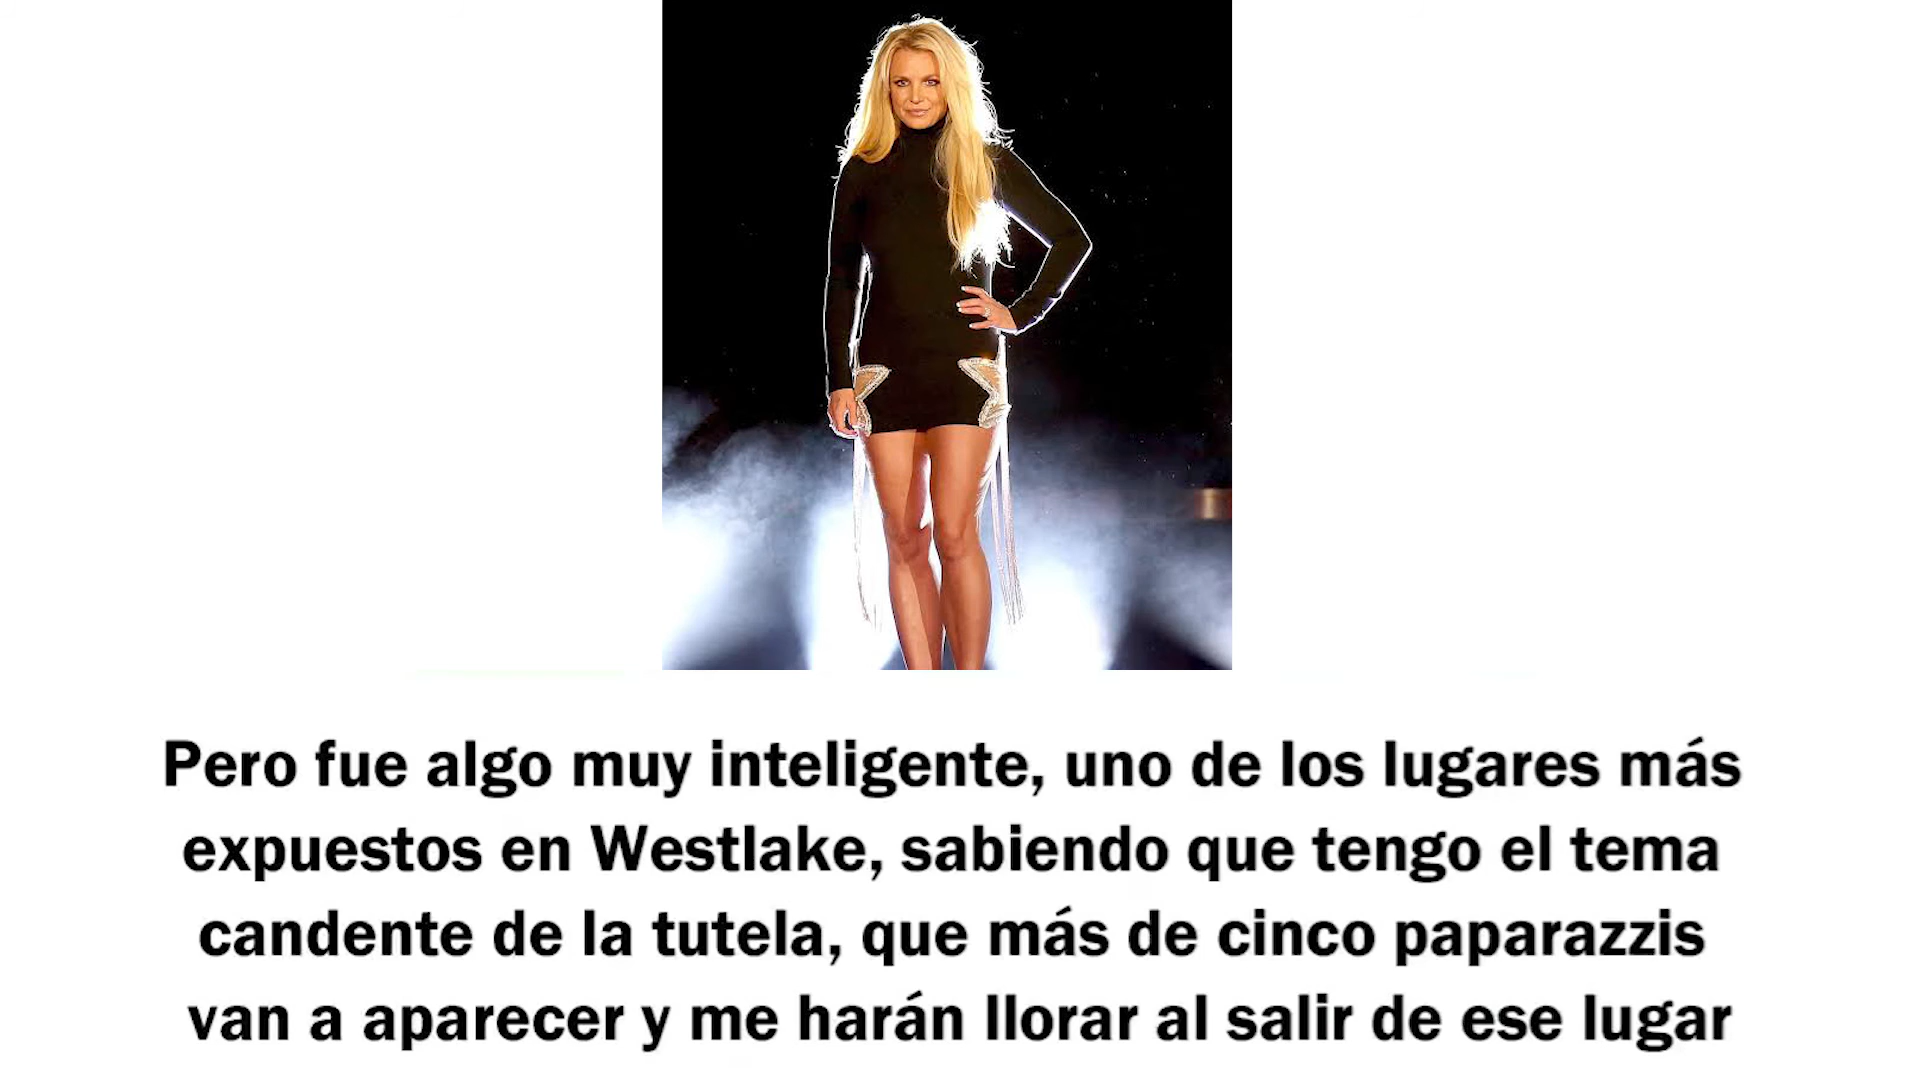 Pero fue algo muy inteligente, uno de los lugares más
expuestos en Westlake, sabiendo que tengo el tema
candente de la tutela, que más de cinco paparazzis
van a aparecer y me harán llorar al salir de ese lugar